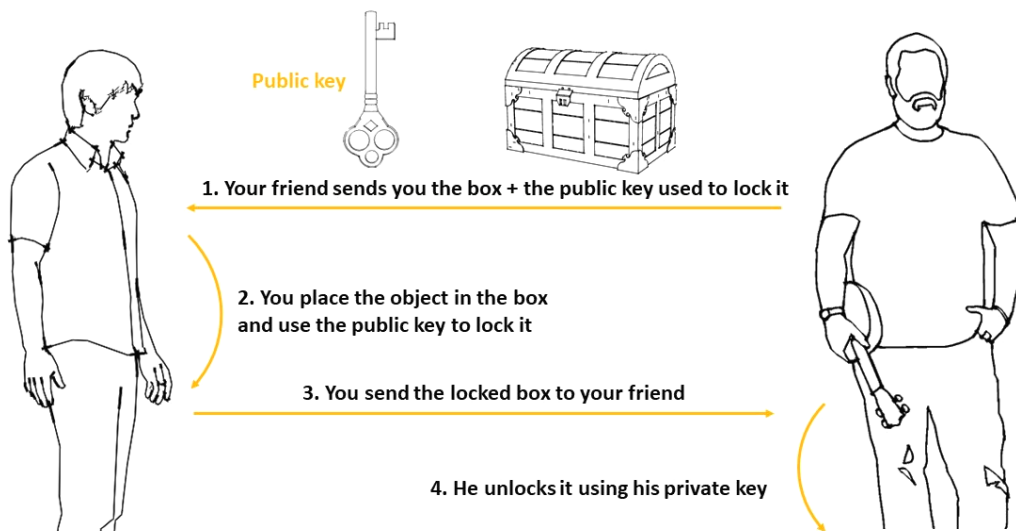 Public key
1. Your friend sends you the box + the public key used to lock it
2. You place the object in the box
and use the public key to lock it
3. You send the locked box to your friend
4. He unlocks it using his private key